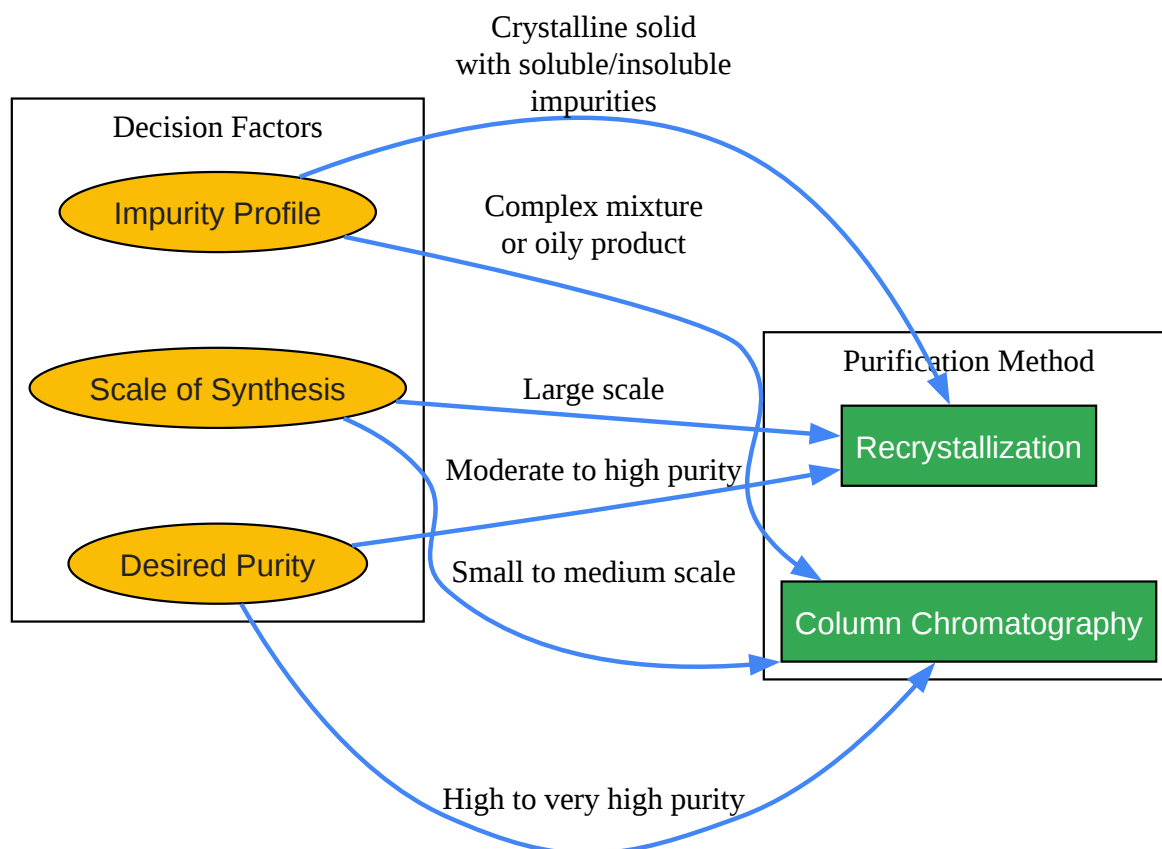 Crystalline solid
with soluble/insoluble
impurities
Decision Factors
Impurity Profile
Complex mixture
or oily product
Purification Method
Scale of Synthesis
Large scale
Recrystallization
Moderate to high purity
Desired Purity
Small to medium scale
Column Chromatography
High to very high purity